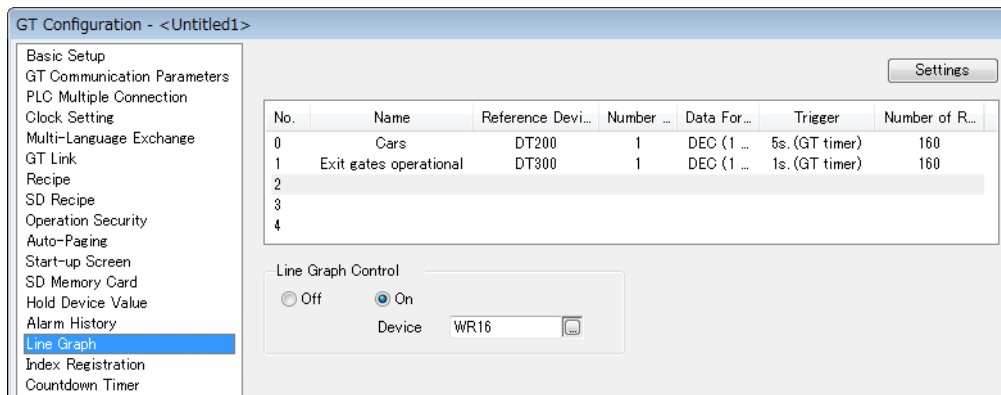 GT Configuration - <Untitled1>
Basic Setup
GT Communication Parameters
PLC Multiple Connection
Clock Setting
Multi-Language Exchange
GT Link
Recipe
SD Recipe
Operation Security
Auto-Paging
Start-up Screen
SD Memory Card
Hold Device Value
Alarm History
Line Graph
Index Registration
Countdown Timer
Settings
No. Name Reference Devi... Number ... Data For... Trigger Number of R...
0 Cars DT200 1 DEC (1 ... 5s. (GT timer) 160
1 Exit gates operational DT300 1 DEC (1 ... 1s. (GT timer) 160
2
3
4
Line Graph Control
Off On
Device WR16 ...